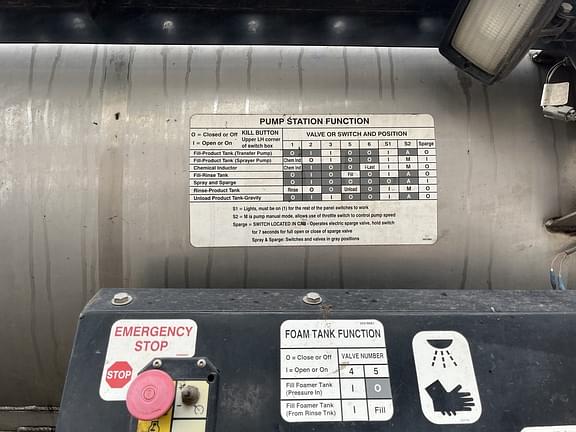 PUMP STATION FUNCTION
O = Closed or Off KILL BUTTON VALVE OR SWITCH AND POSITION
I = Open or On Upper LH corner of switch box 1 2 3 5 6 S1 S2 Sparge
Fill-Product Tank (Transfer Pump) O I I O O I A O
Fill-Product Tank (Sprayer Pump) Chem Ind O I O O I M I
Chemical Inductor Chem Ind I O O I-Last I A O
Fill-Rinse Tank O I O Fill O I A O
Spray and Sparge O I O O O O A I
Rinse-Product Tank Rinse O O Unload O I M O
Unload Product Tank-Gravity O I I O O I A O
S1 = Lights, must be on (1) for the rest of the panel switches to work
S2 = M is pump manual mode, allows use of throttle switch to control pump speed
Sparge = SWITCH LOCATED IN CAB - Operates electric sparge valve, hold switch
for 7 seconds for full open or close of sparge valve
Spray & Sparge: Switches and valves in gray positions
EMERGENCY
STOP
STOP
FOAM TANK FUNCTION
O = Close or Off VALVE NUMBER
I = Open or On 4 5
Fill Foamer Tank
(Pressure In) I O
Fill Foamer Tank
(From Rinse Tnk) I Fill